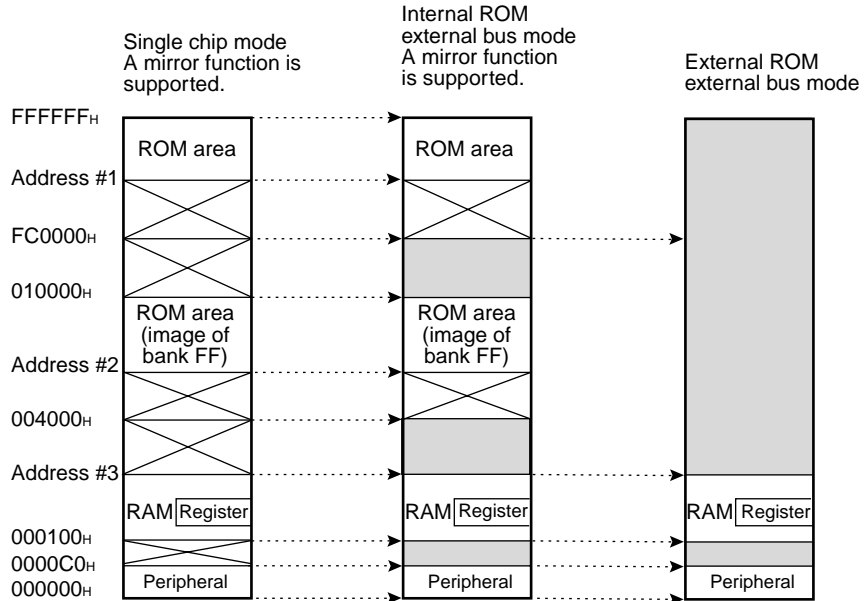 Single chip mode
A mirror function is
supported.
Internal ROM
external bus mode
A mirror function
is supported.
External ROM
external bus mode
FFFFFFH
ROM area
ROM area
Address #1
FC0000H
010000H
ROM area
(image of
bank FF)
ROM area
(image of
bank FF)
Address #2
004000H
Address #3
RAM Register
RAM Register
RAM Register
000100H
0000C0H
000000H
Peripheral
Peripheral
Peripheral